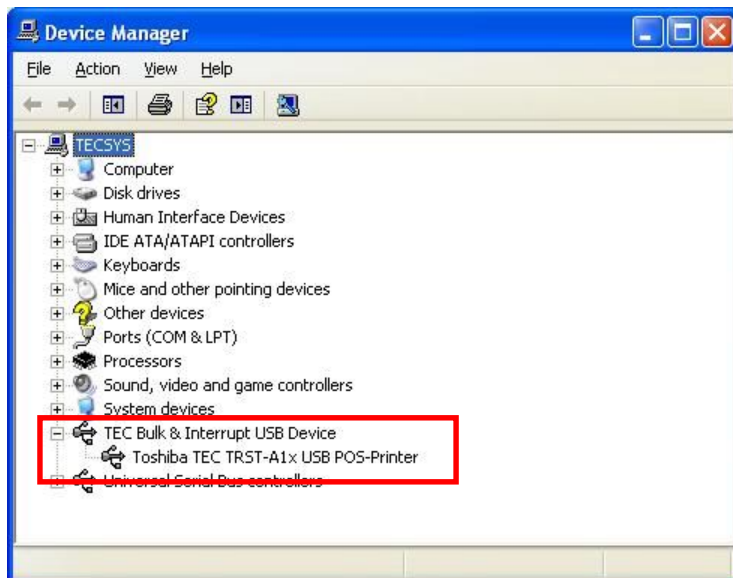 Device Manager
File Action View Help
TECSYS
Computer
Disk drives
Human Interface Devices
IDE ATA/ATAPI controllers
Keyboards
Mice and other pointing devices
Other devices
Ports (COM & LPT)
Processors
Sound, video and game controllers
System devices
TEC Bulk & Interrupt USB Device
Toshiba TEC TRST-A1x USB POS-Printer
Universal Serial Bus controllers